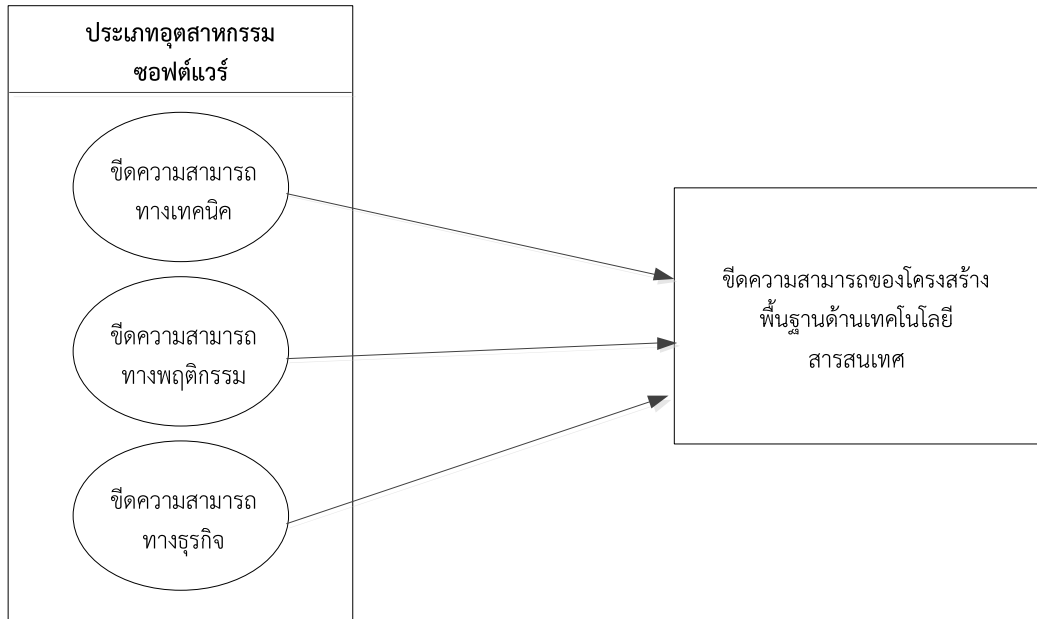 ประเภทอุตสาหกรรม
ซอฟต์แวร์
ขีดความสามารถ
ทางเทคนิค
ขีดความสามารถ
ทางพฤติกรรม
ขีดความสามารถ
ทางธุรกิจ
ขีดความสามารถของโครงสร้าง
พื้นฐานด้านเทคโนโลยี
สารสนเทศ